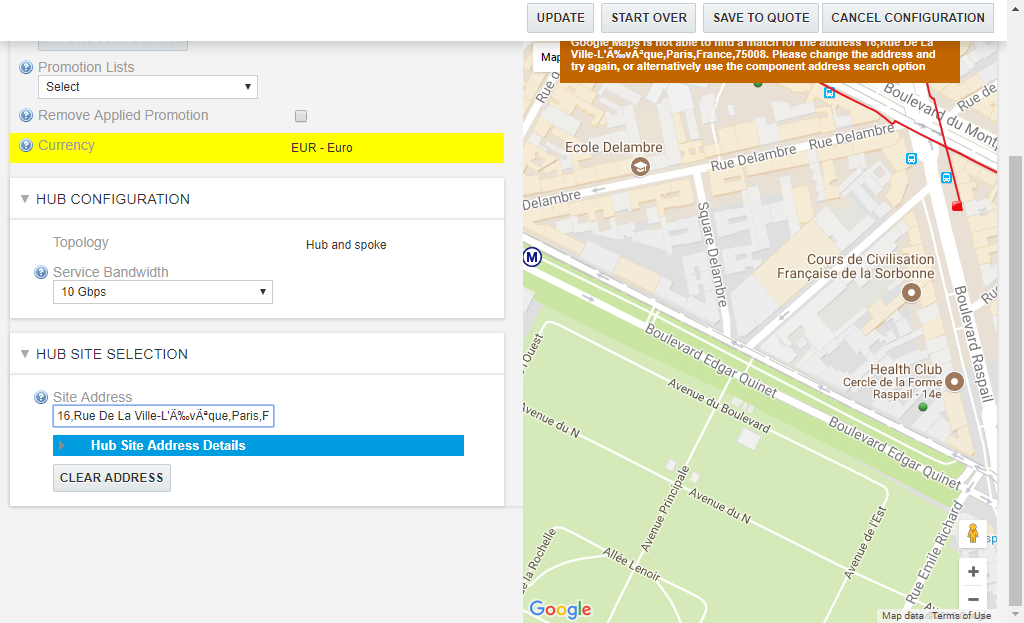 UPDATE
START OVER
SAVE TO QUOTE
CANCEL CONFIGURATION
Promotion Lists
Select
Remove Applied Promotion
Currency
EUR - Euro
HUB CONFIGURATION
Topology
Hub and spoke
Service Bandwidth
10 Gbps
HUB SITE SELECTION
Site Address
16,Rue De La Ville-L'Ä‰vÃªque,Paris,F
Hub Site Address Details
CLEAR ADDRESS
Map
Google Maps is not able to find a match for the address 16,Rue De La
Ville-L'Ä‰vÃªque,Paris,France,75008. Please change the address and
try again, or alternatively use the component address search option
Boulevard du Montp
Rue de
Ecole Delambre
Rue Delambre
Rue Delambre
Delambre
Square Delambre
M
Cours de Civilisation
Française de la Sorbonne
Boulevard Raspail
Boulevard Edgar Quinet
Health Club
Cercle de la Forme
Raspail - 14e
l'Ouest
Avenue du Boulevard
Avenue du N
Boulevard Edgar Quinet
Avenue Principale
Avenue du N
Avenue de l'Est
Rue Emile Richard
Allée Lenoir
de la Rochelle
Google
Map data
Terms of Use